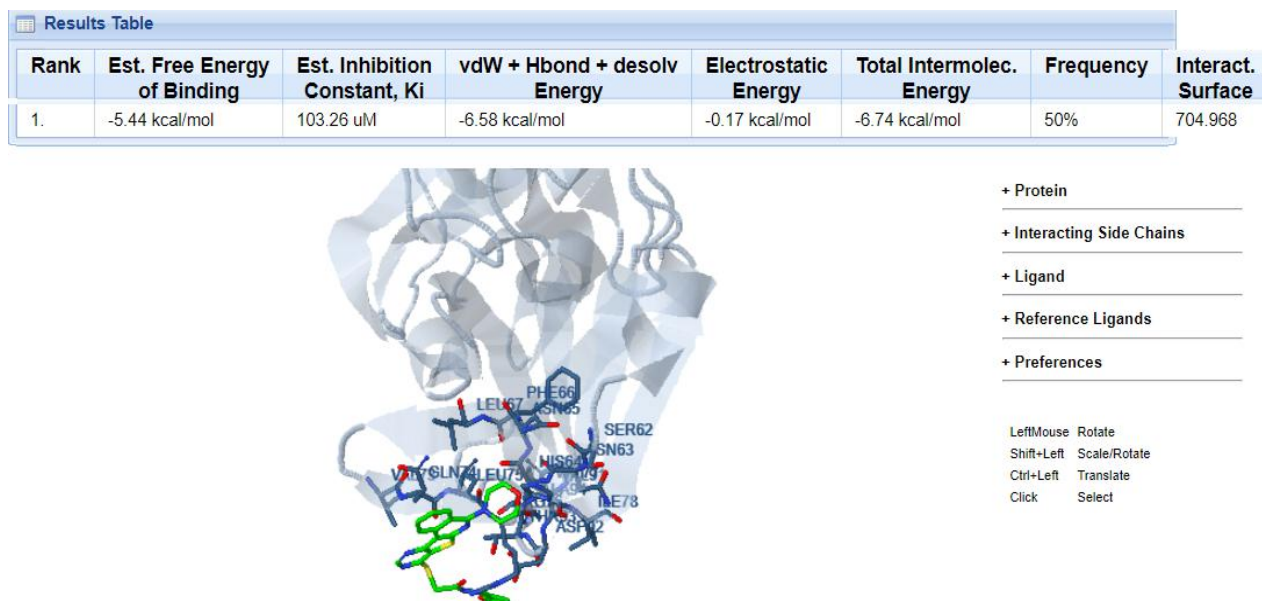 Results Table
Rank Est. Free Energy of Binding Est. Inhibition Constant, Ki vdW + Hbond + desolv Energy Electrostatic Energy Total Intermolec. Energy Frequency Interact. Surface
1. -5.44 kcal/mol 103.26 uM -6.58 kcal/mol -0.17 kcal/mol -6.74 kcal/mol 50% 704.968
+ Protein
+ Interacting Side Chains
+ Ligand
+ Reference Ligands
+ Preferences
PHE66
LEU67 ASN65
SER62
SN63
HIS64
GLN74 LEU75
ILE78
LeftMouse Rotate
Shift+Left Scale/Rotate
Ctrl+Left Translate
Click Select